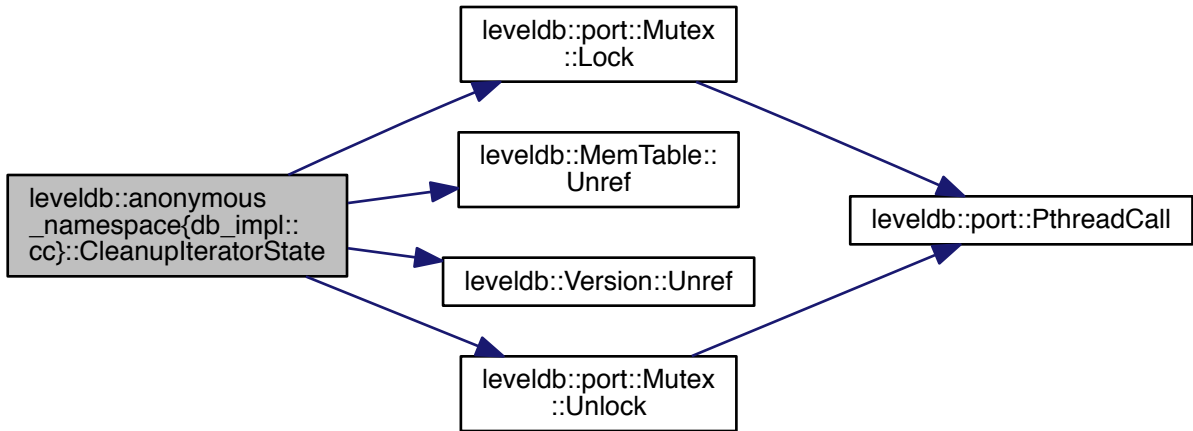 leveldb::anonymous
_namespace{db_impl::
cc}::CleanupIteratorState
leveldb::port::Mutex
::Lock
leveldb::MemTable::
Unref
leveldb::Version::Unref
leveldb::port::Mutex
::Unlock
leveldb::port::PthreadCall